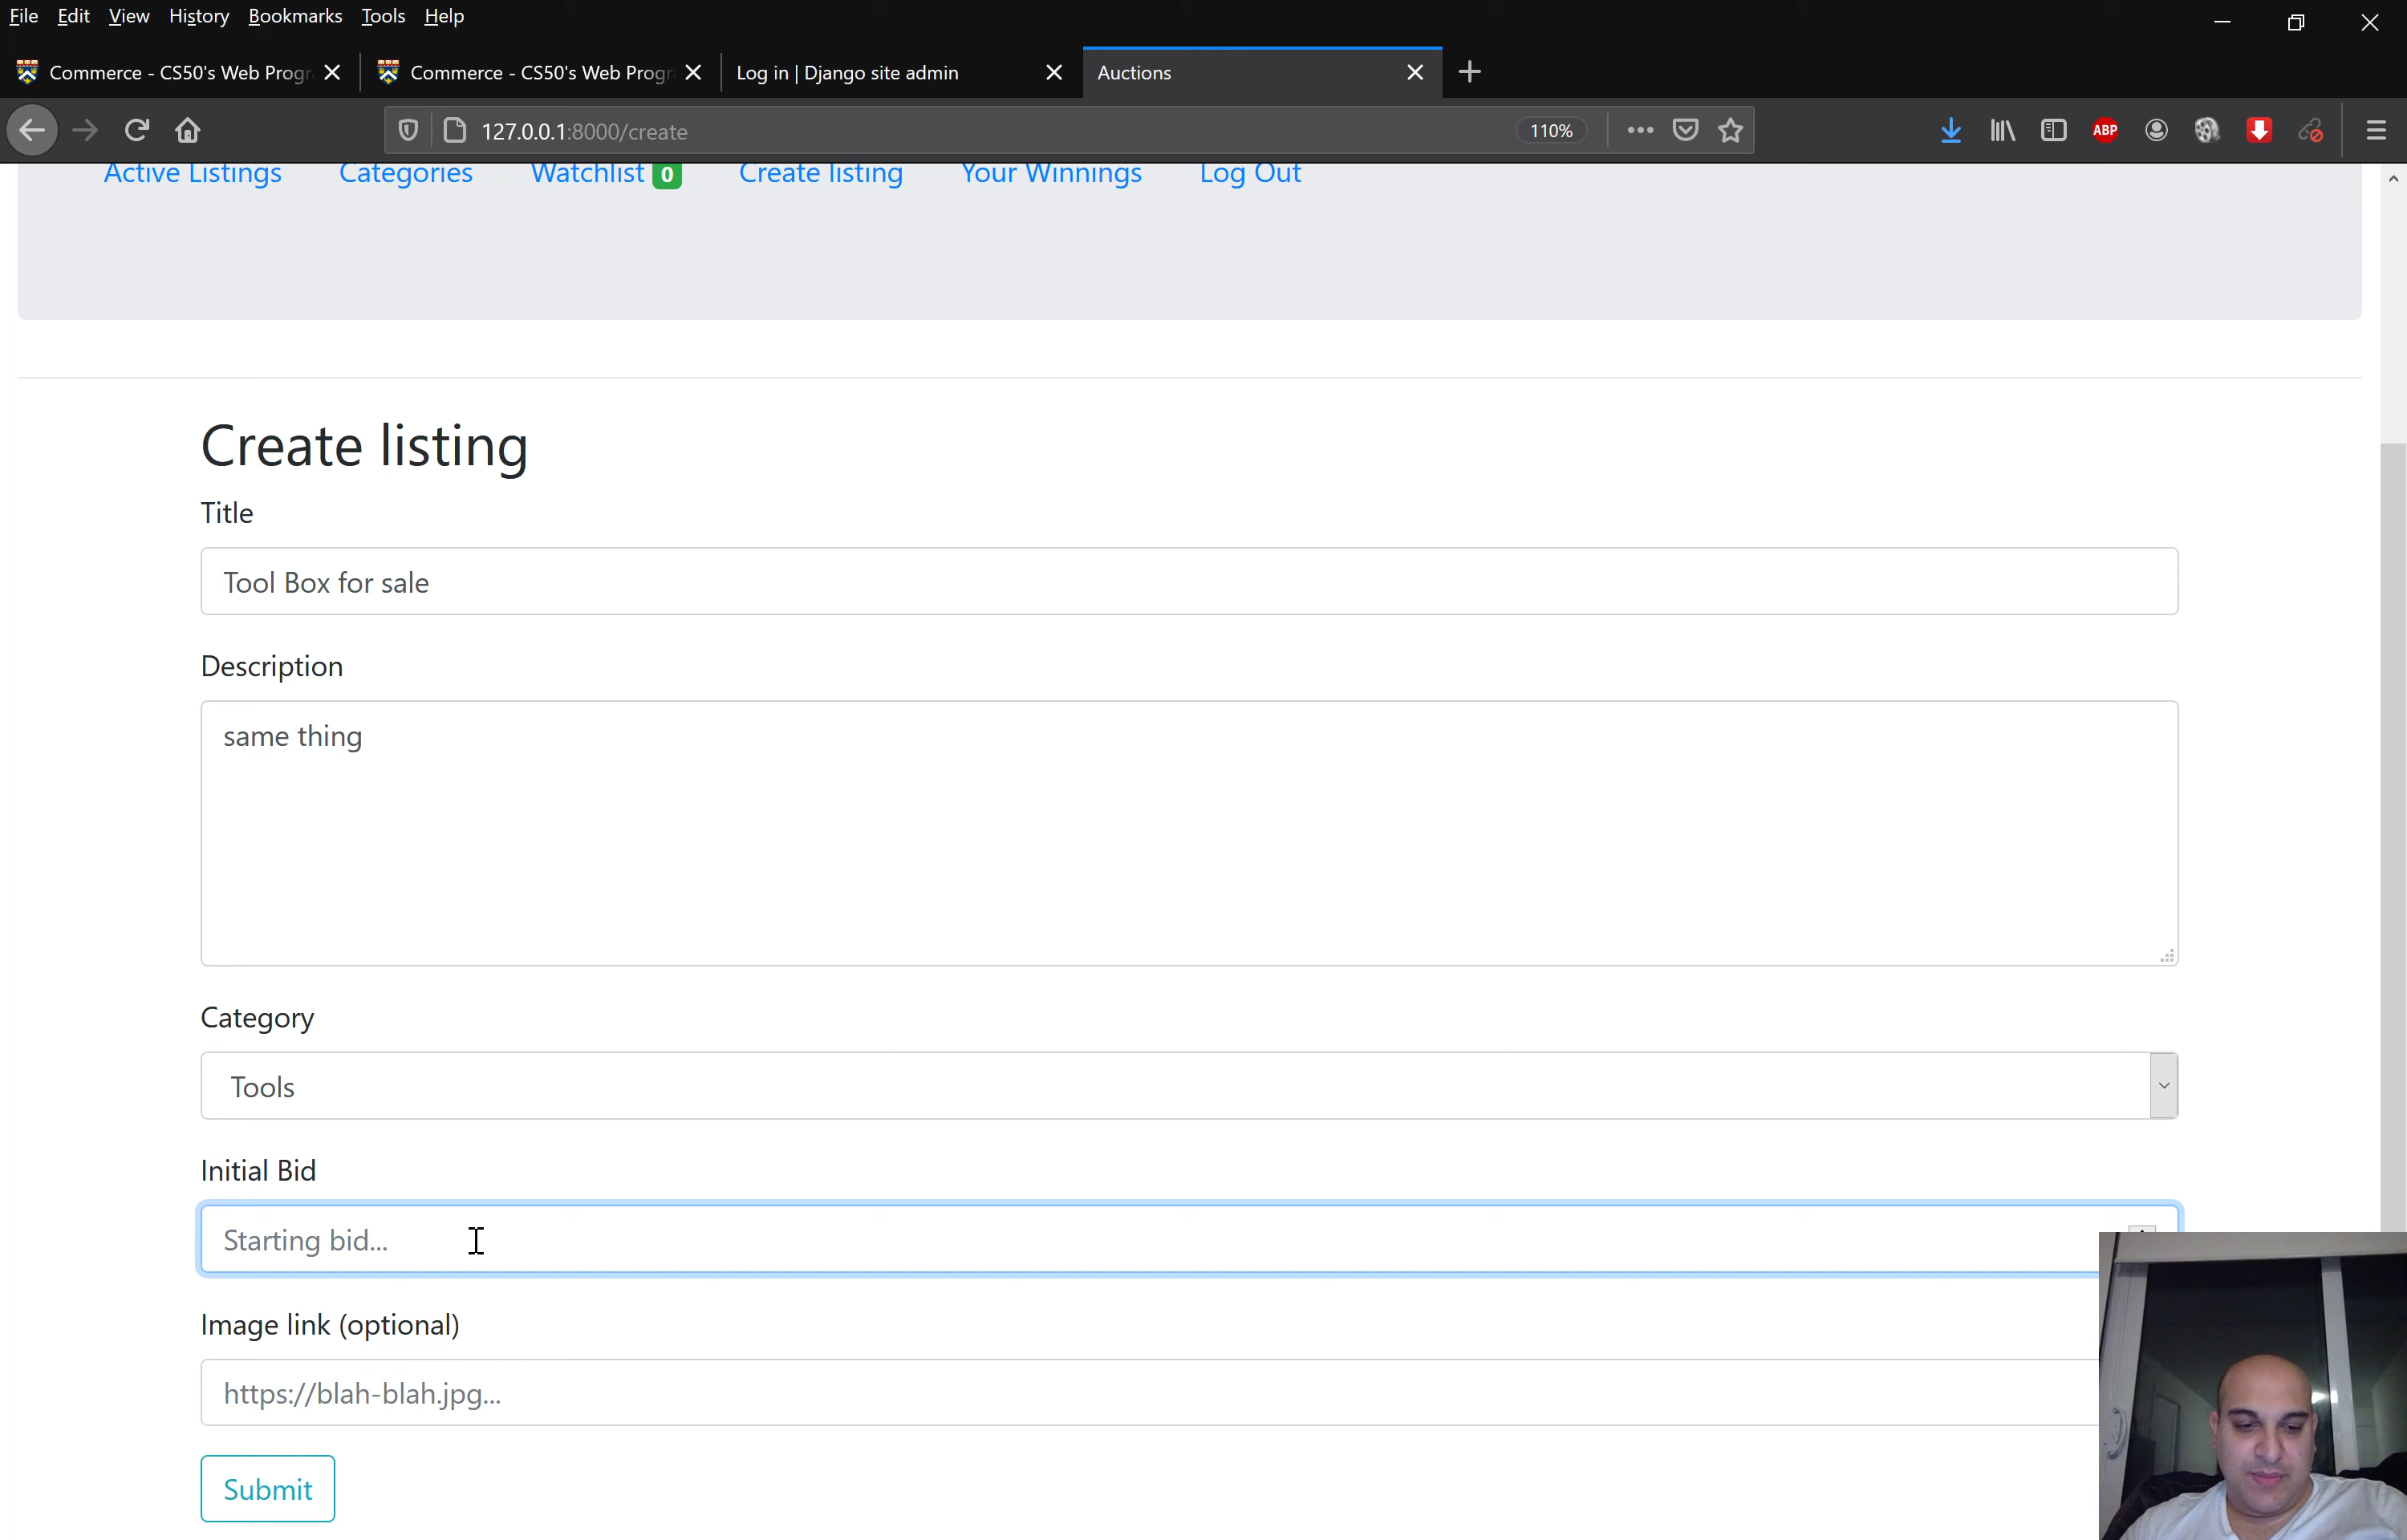 File Edit View History Bookmarks Tools Help
Commerce - CS50's Web Progr
Commerce - CS50's Web Progr
Log in | Django site admin
Auctions
127.0.0.1:8000/create
110%
ABP
Active Listings
Categories
Watchlist 0
Create listing
Your Winnings
Log Out
Create listing
Title
Tool Box for sale
Description
same thing
Category
Tools
Initial Bid
Starting bid...
Image link (optional)
https://blah-blah.jpg...
Submit